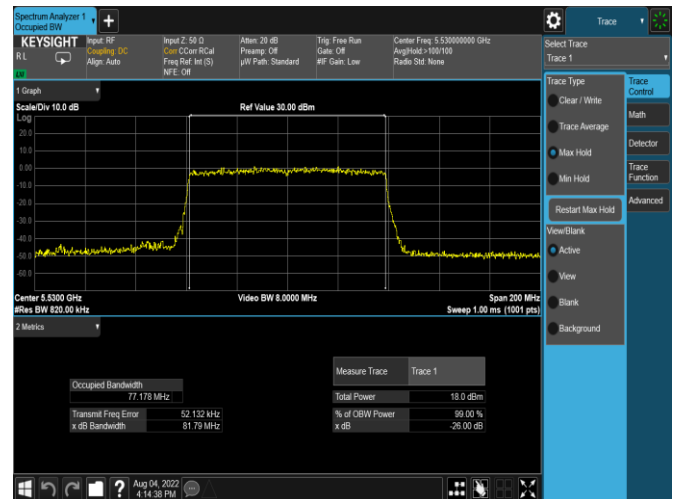 Spectrum Analyzer 1
Occupied BW
KEYSIGHT
R L
LXI
Input: RF
Coupling: DC
Align: Auto
Input Z: 50 Ω
Corr CCorr RCal
Freq Ref: Int (S)
NFE: Off
Atten: 20 dB
Preamp: Off
µW Path: Standard
Trig: Free Run
Gate: Off
#IF Gain: Low
Center Freq: 5.530000000 GHz
Avg|Hold:>100/100
Radio Std: None
1 Graph
Scale/Div 10.0 dB
Ref Value 30.00 dBm
Log
20.0
10.0
0.00
-10.0
-20.0
-30.0
-40.0
-50.0
-60.0
Center 5.5300 GHz
Video BW 8.0000 MHz
Span 200 MHz
#Res BW 820.00 kHz
Sweep 1.00 ms (1001 pts)
2 Metrics
Measure Trace Trace 1
Occupied Bandwidth
77.178 MHz
Total Power 18.0 dBm
Transmit Freq Error 52.132 kHz
% of OBW Power 99.00 %
x dB Bandwidth 81.79 MHz
x dB -26.00 dB
?
Aug 04, 2022
4:14:38 PM
Trace
Select Trace
Trace 1
Trace Type
Clear / Write
Trace Average
Max Hold
Min Hold
Restart Max Hold
View/Blank
Active
View
Blank
Background
Trace
Control
Math
Detector
Trace
Function
Advanced